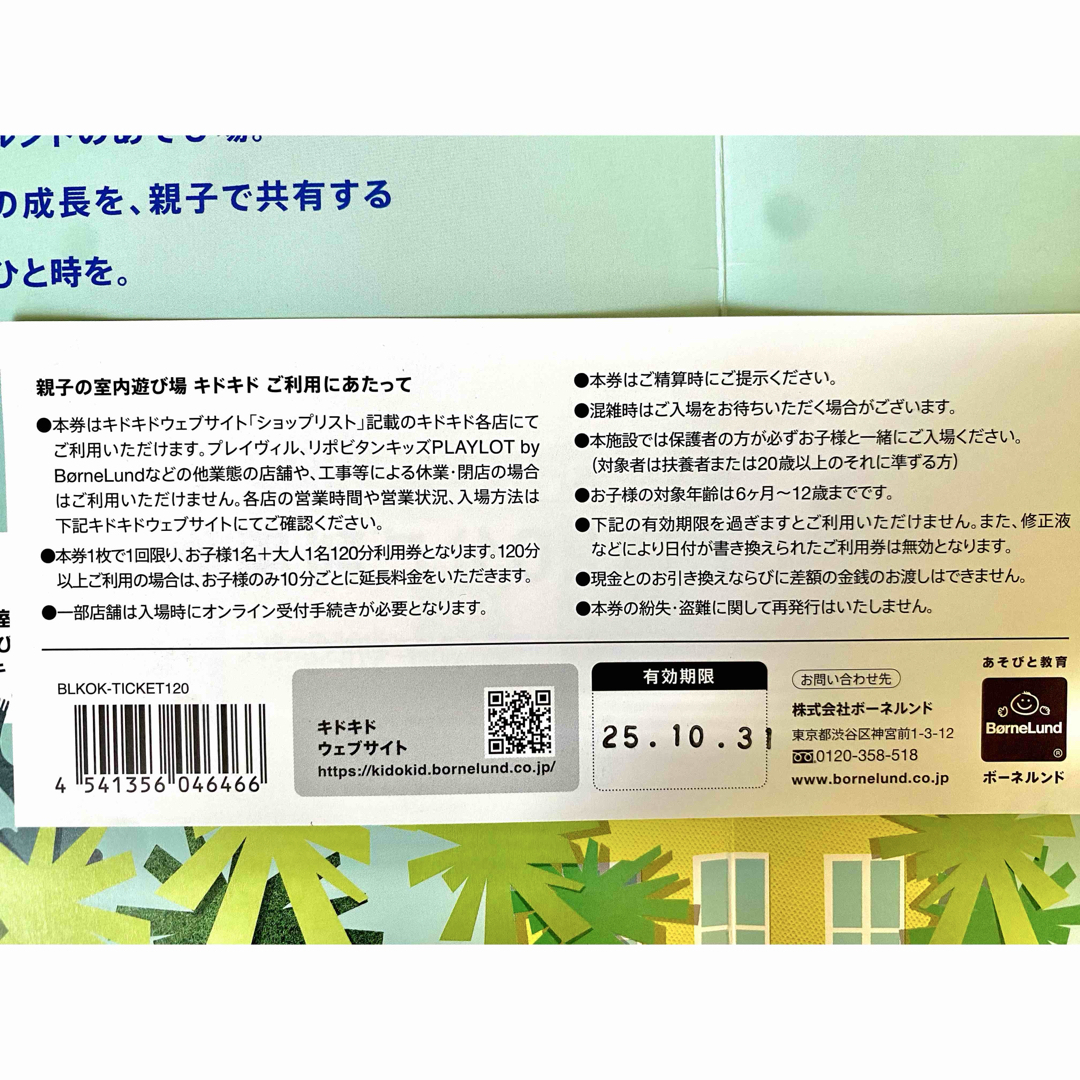 ルンドのあそび場。
の成長を、親子で共有する
ひと時を。
親子の室内遊び場 キドキド ご利用にあたって
●本券はキドキドウェブサイト「ショップリスト」記載のキドキド各店にて
ご利用いただけます。プレイヴィル、リポビタンキッズPLAYLOT by
BørneLundなどの他業態の店舗や、工事等による休業・閉店の場合
はご利用いただけません。各店の営業時間や営業状況、入場方法は
下記キドキドウェブサイトにてご確認ください。
●本券1枚で1回限り、お子様1名+大人1名120分利用券となります。120分
以上ご利用の場合は、お子様のみ10分ごとに延長料金をいただきます。
●一部店舗は入場時にオンライン受付手続きが必要となります。
●本券はご精算時にご提示ください。
●混雑時はご入場をお待ちいただく場合がございます。
●本施設では保護者の方が必ずお子様と一緒にご入場ください。
(対象者は扶養者または20歳以上のそれに準ずる方)
●お子様の対象年齢は6ヶ月〜12歳までです。
●下記の有効期限を過ぎますとご利用いただけません。また、修正液
などにより日付が書き換えられたご利用券は無効となります。
●現金とのお引き換えならびに差額の金銭のお渡しはできません。
●本券の紛失・盗難に関して再発行はいたしません。
BLKOK-TICKET120
4 541356 046466
キドキド
ウェブサイト
https://kidokid.bornelund.co.jp/
有効期限
25.10.31
お問い合わせ先
株式会社ボーネルンド
東京都渋谷区神宮前1-3-12
0120-358-518
www.bornelund.co.jp
あそびと教育
BørneLund
®
ボーネルンド